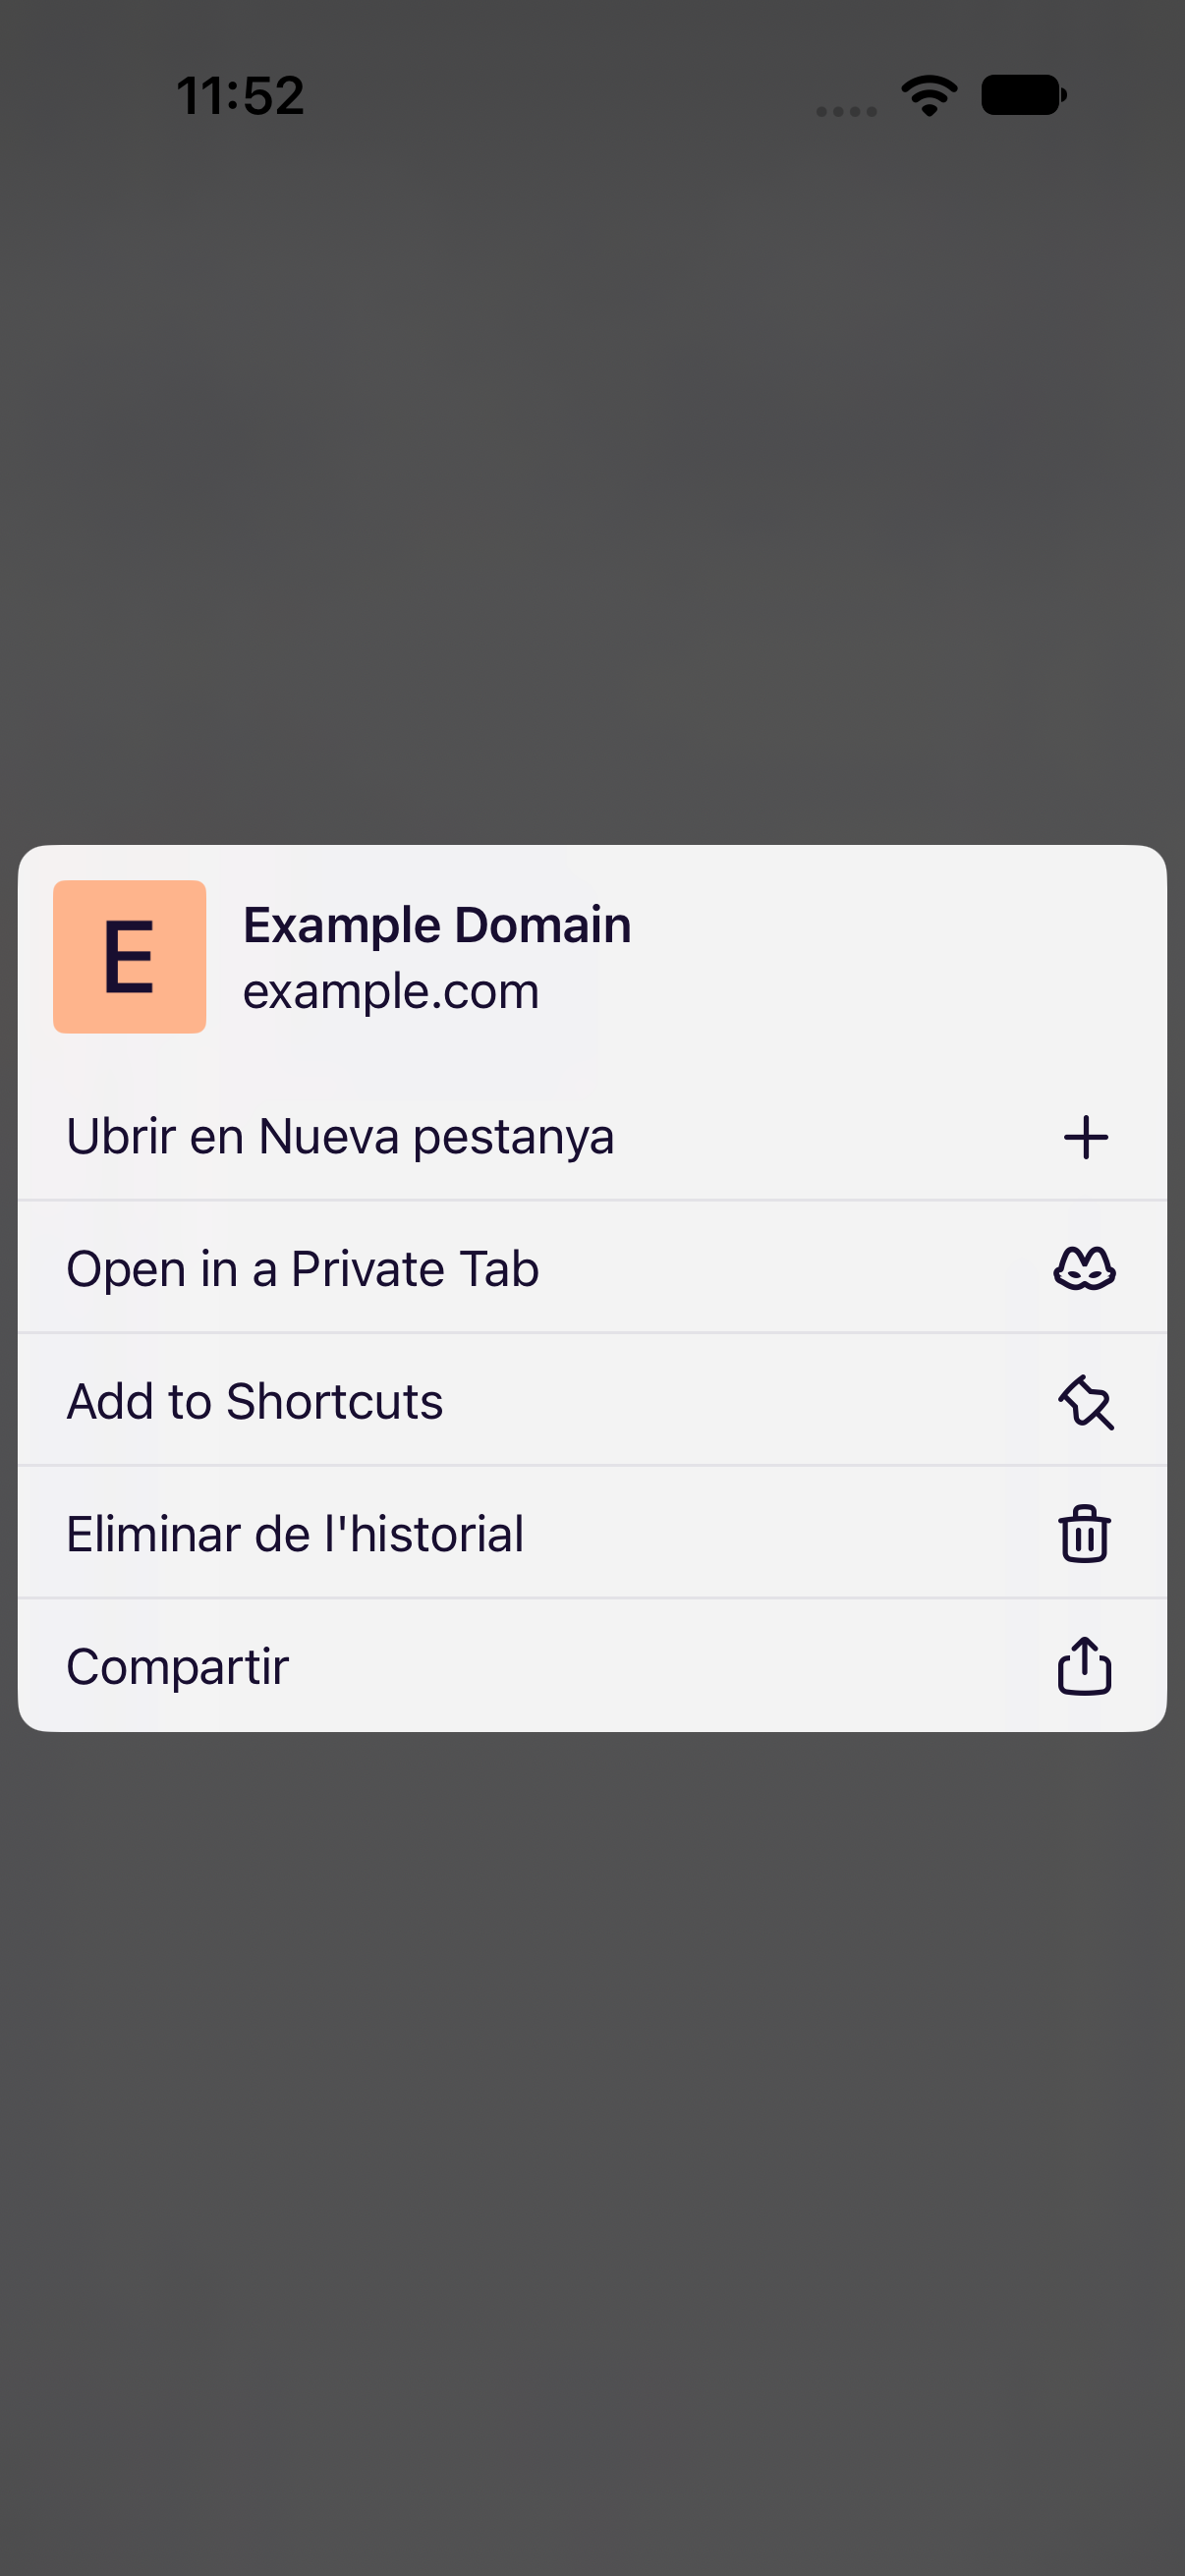 11:52
E
Example Domain
example.com
Ubrir en Nueva pestanya
Open in a Private Tab
Add to Shortcuts
Eliminar de l'historial
Compartir